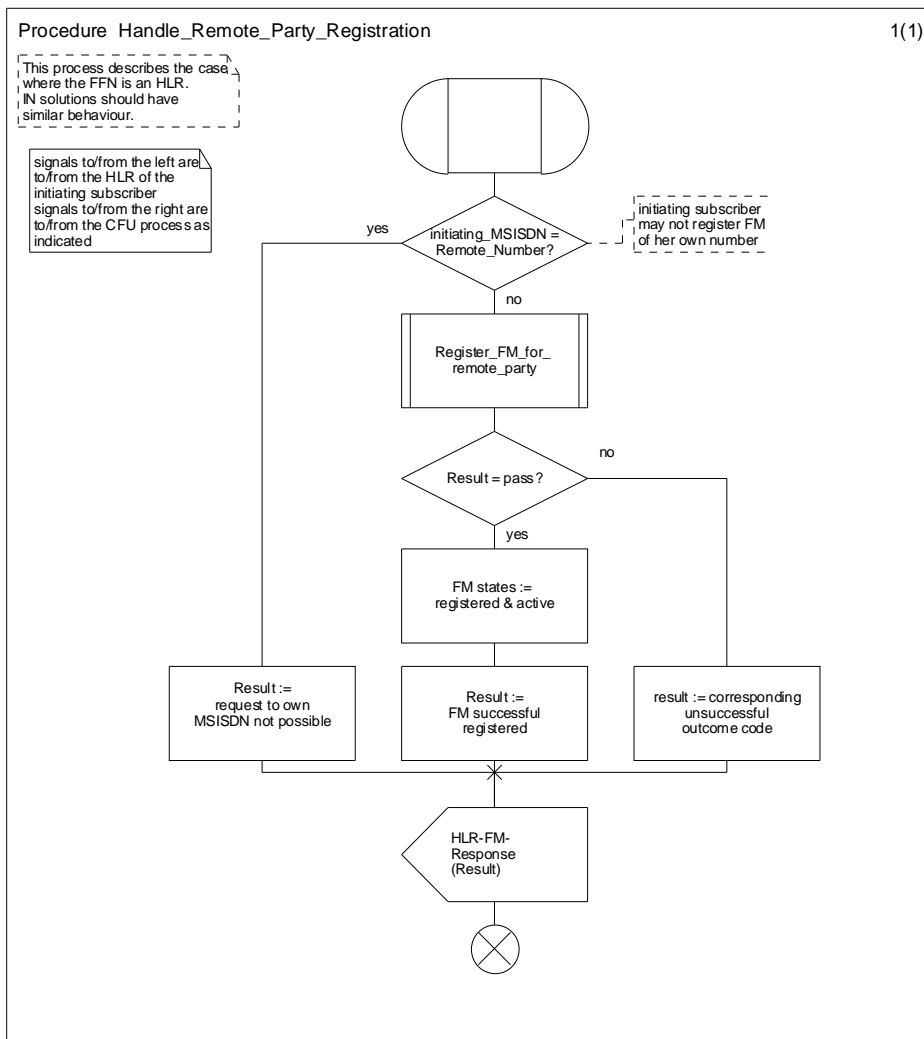 Procedure Handle_Remote_Party_Registration
1(1)
This process describes the case
where the FFN is an HLR.
IN solutions should have
similar behaviour.
signals to/from the left are
to/from the HLR of the
initiating subscriber
signals to/from the right are
to/from the CFU process as
indicated
yes
initiating_MSISDN =
Remote_Number?
initiating subscriber
may not register FM
of her own number
no
Register_FM_for_
remote_party
no
Result = pass?
yes
FM states :=
registered & active
Result :=
request to own
MSISDN not possible
Result :=
FM successful
registered
result := corresponding
unsuccessful
outcome code
HLR-FM-
Response
(Result)